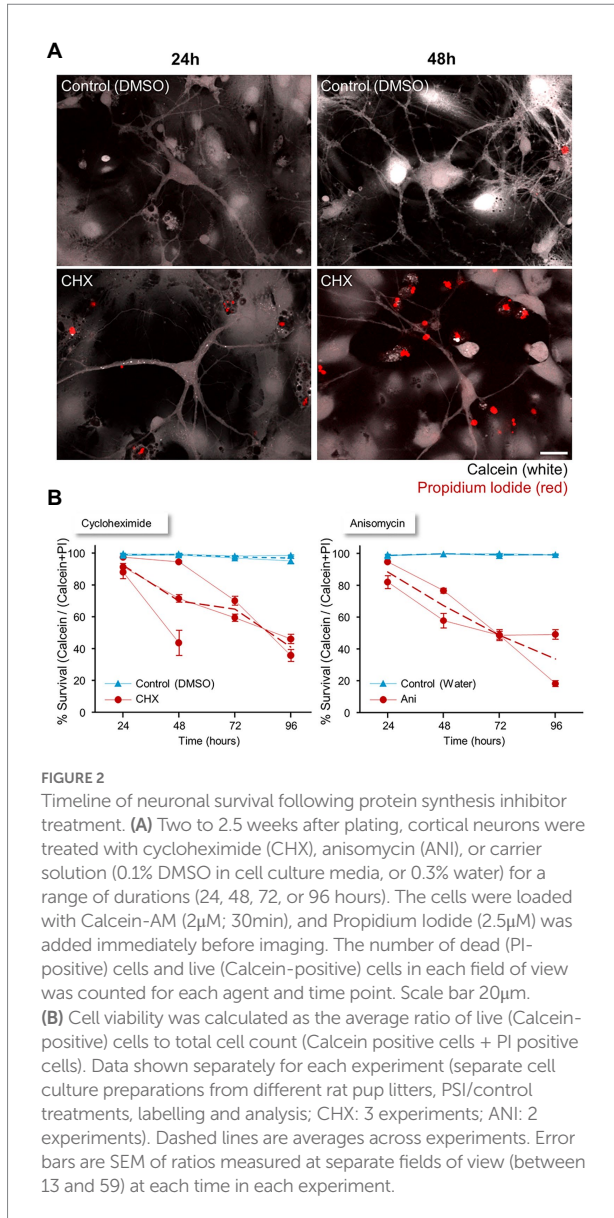 A
24h
48h
Control (DMSO)
Control (DMSO)
CHX
CHX
Calcein (white)
Propidium Iodide (red)
B
Cycloheximide
% Survival (Calcein / (Calcein+PI)
100
80
60
40
20
0
Control (DMSO)
CHX
24
48
72
96
Time (hours)
Anisomycin
% Survival (Calcein / (Calcein+PI)
100
80
60
40
20
0
Control (Water)
Ani
24
48
72
96
Time (hours)
FIGURE 2
Timeline of neuronal survival following protein synthesis inhibitor
treatment. (A) Two to 2.5 weeks after plating, cortical neurons were
treated with cycloheximide (CHX), anisomycin (ANI), or carrier
solution (0.1% DMSO in cell culture media, or 0.3% water) for a
range of durations (24, 48, 72, or 96 hours). The cells were loaded
with Calcein-AM (2μM; 30min), and Propidium Iodide (2.5μM) was
added immediately before imaging. The number of dead (PI-
positive) cells and live (Calcein-positive) cells in each field of view
was counted for each agent and time point. Scale bar 20μm.
(B) Cell viability was calculated as the average ratio of live (Calcein-
positive) cells to total cell count (Calcein positive cells + PI positive
cells). Data shown separately for each experiment (separate cell
culture preparations from different rat pup litters, PSI/control
treatments, labelling and analysis; CHX: 3 experiments; ANI: 2
experiments). Dashed lines are averages across experiments. Error
bars are SEM of ratios measured at separate fields of view (between
13 and 59) at each time in each experiment.